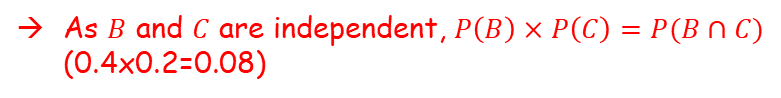 → As B and C are independent, P(B) × P(C) = P(B ∩ C)
(0.4x0.2=0.08)